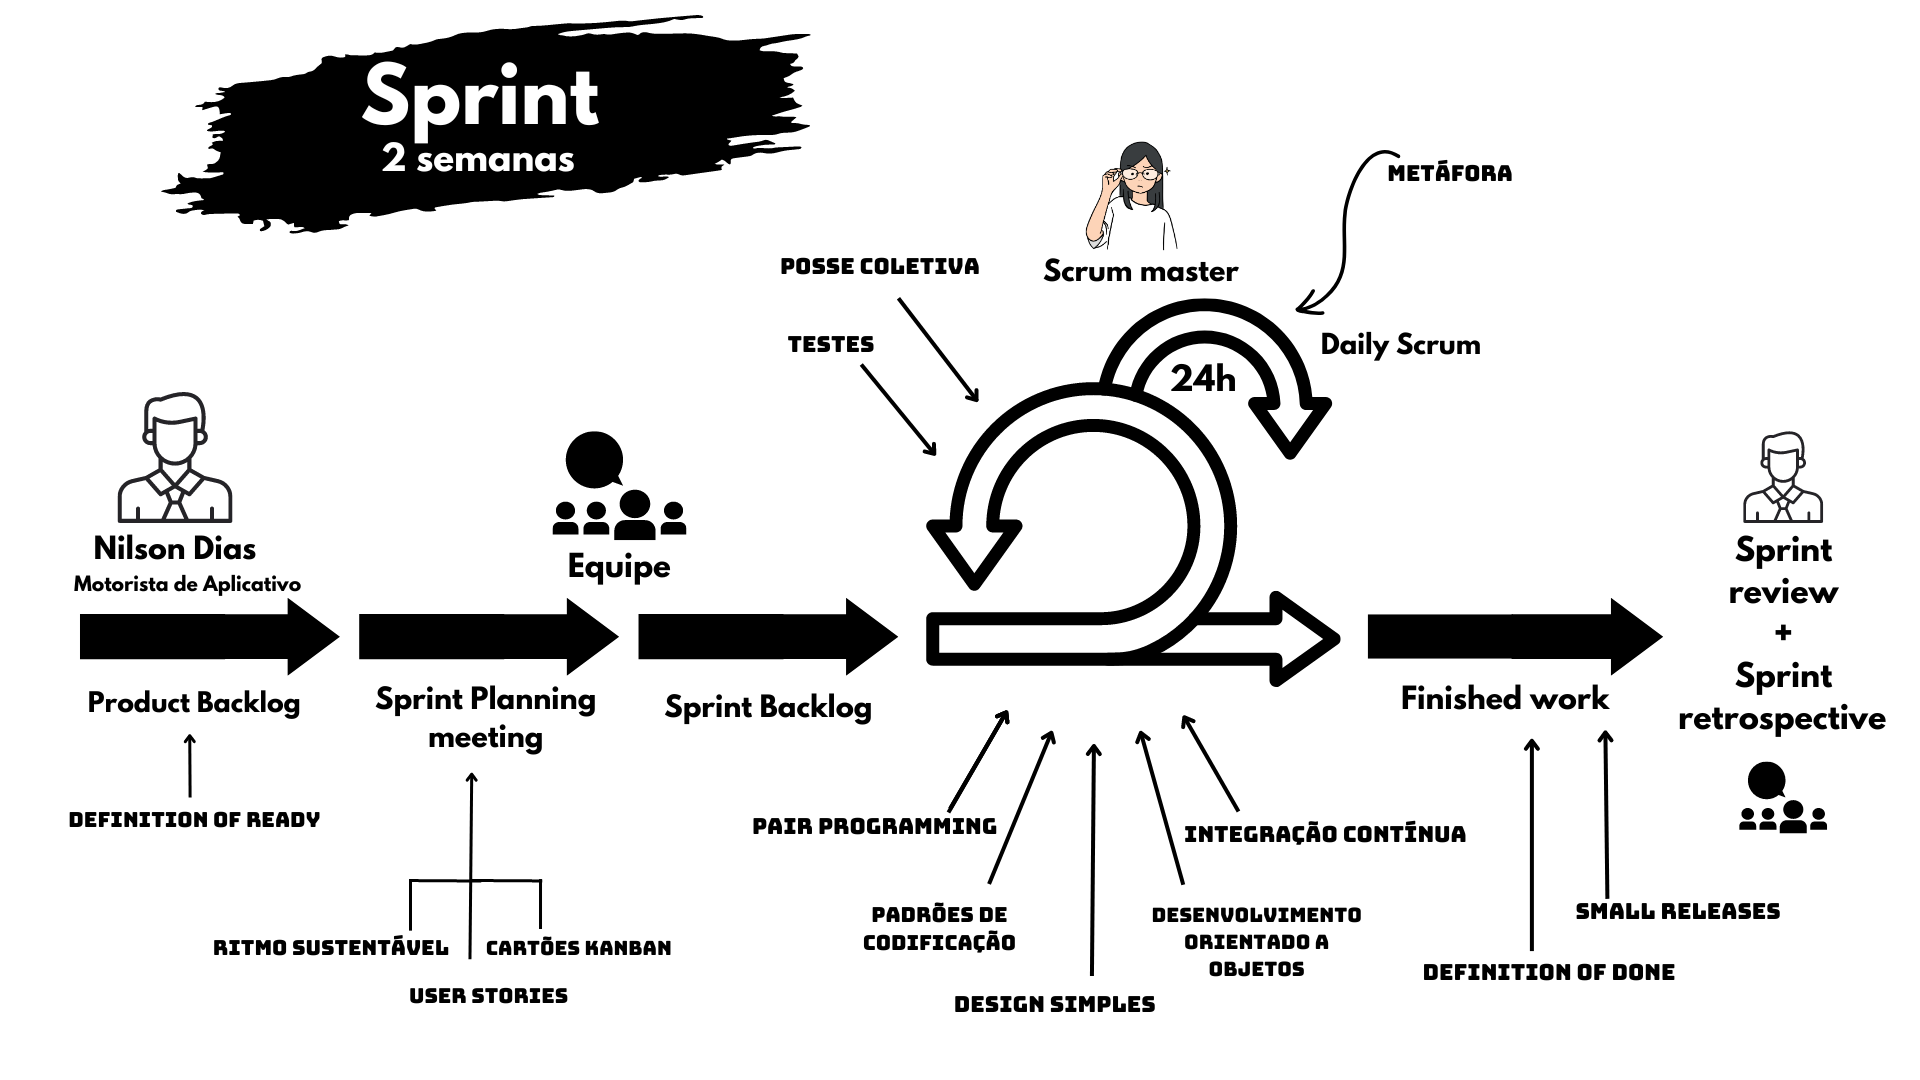 Sprint
2 semanas
METÁFORA
POSSE COLETIVA
Scrum master
TESTES
Daily Scrum
24h
Nilson Dias
Motorista de Aplicativo
Equipe
Product Backlog
Sprint Planning
meeting
Sprint Backlog
Finished work
Sprint
review
+
Sprint
retrospective
DEFINITION OF READY
PAIR PROGRAMMING
INTEGRAÇÃO CONTÍNUA
RITMO SUSTENTÁVEL
CARTÕES KANBAN
USER STORIES
PADRÕES DE
CODIFICAÇÃO
DESENVOLVIMENTO
ORIENTADO A
OBJETOS
DESIGN SIMPLES
SMALL RELEASES
DEFINITION OF DONE